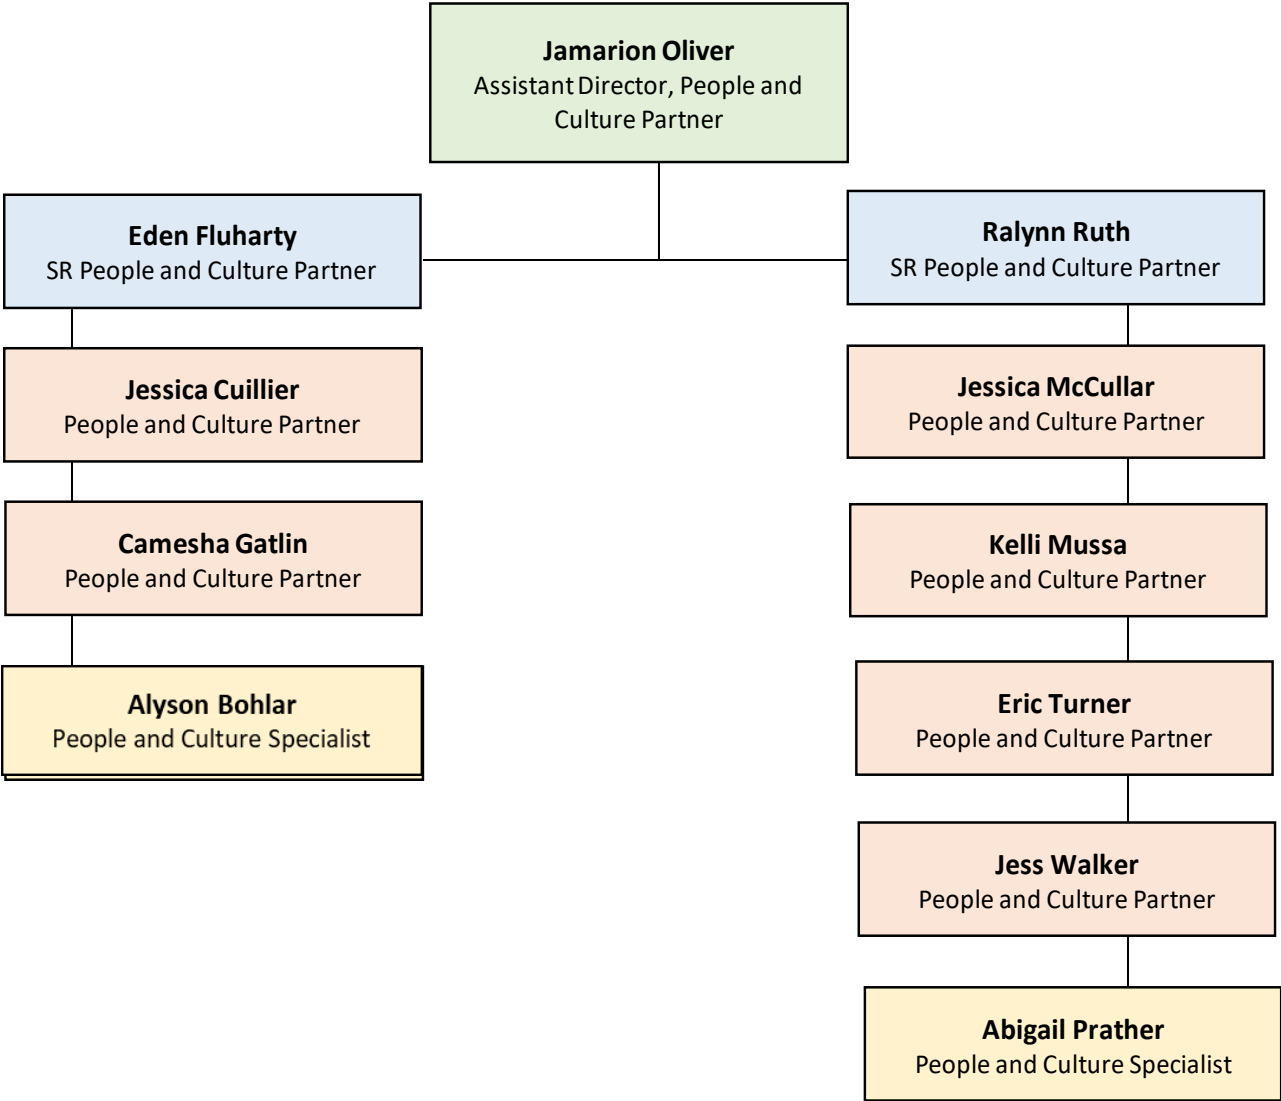 Jamarion Oliver
Assistant Director, People and
Culture Partner
Eden Fluharty
SR People and Culture Partner
Jessica Cuillier
People and Culture Partner
Camesha Gatlin
People and Culture Partner
Alyson Bohlar
People and Culture Specialist
Ralynn Ruth
SR People and Culture Partner
Jessica McCullar
People and Culture Partner
Kelli Mussa
People and Culture Partner
Eric Turner
People and Culture Partner
Jess Walker
People and Culture Partner
Abigail Prather
People and Culture Specialist